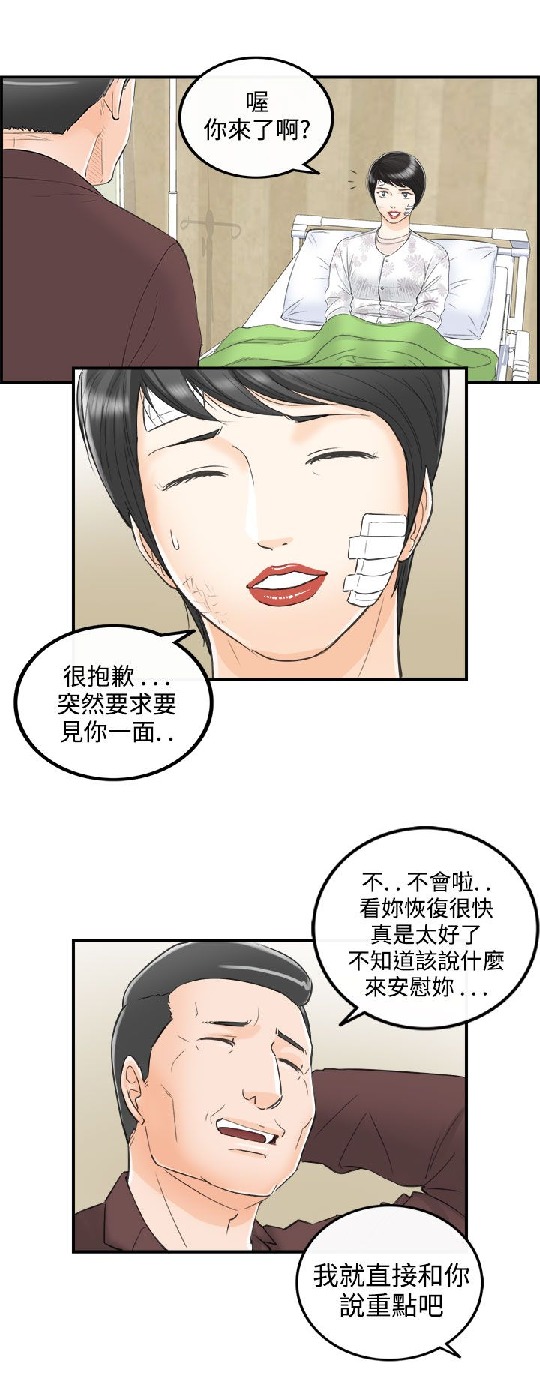 喔
你來了啊?
很抱歉...
突然要求要
見你一面..
不..不會啦..
看妳恢復很快
真是太好了
不知道該說什麼
來安慰妳...
我就直接和你
說重點吧